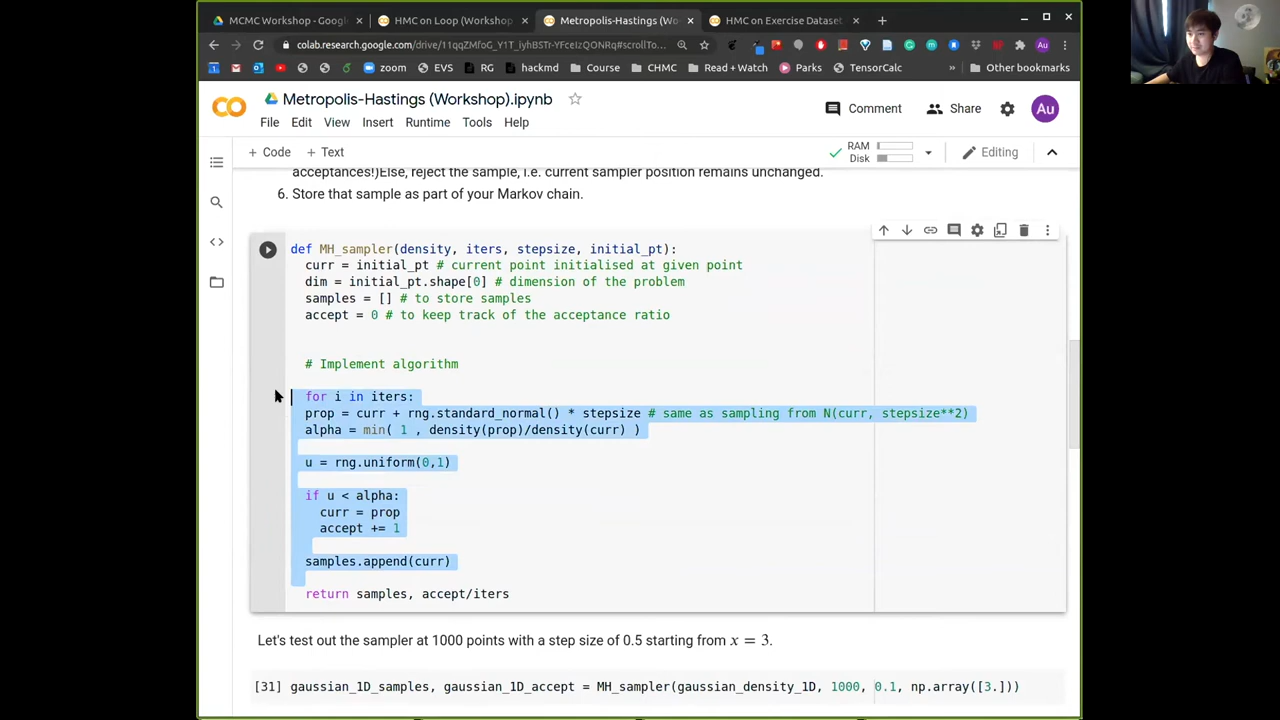 MCMC Workshop - Google
HMC on Loop (Workshop
Metropolis-Hastings (Wo
HMC on Exercise Dataset
colab.research.google.com/drive/
zoom
EVS
RG
hackmd
Course
CHMC
Read + Watch
Parks
TensorCalc
Other bookmarks
Au
CO
Metropolis-Hastings (Workshop).ipynb
Comment
Share
Au
File Edit View Insert Runtime Tools Help
+ Code + Text
RAM
Disk
Editing
acceptances!)Else, reject the sample, i.e. current sampler position remains unchanged.
6. Store that sample as part of your Markov chain.
def MH_sampler(density, iters, stepsize, initial_pt):
curr = initial_pt # current point initialised at given point
dim = initial_pt.shape[0] # dimension of the problem
samples = [] # to store samples
accept = 0 # to keep track of the acceptance ratio
# Implement algorithm
for i in iters:
prop = curr + rng.standard_normal() * stepsize # same as sampling from N(curr, stepsize**2)
alpha = min( 1 , density(prop)/density(curr) )
u = rng.uniform(0,1)
if u < alpha:
curr = prop
accept += 1
samples.append(curr)
return samples, accept/iters
Let's test out the sampler at 1000 points with a step size of 0.5 starting from x = 3.
[31] gaussian_1D_samples, gaussian_1D_accept = MH_sampler(gaussian_density_1D, 1000, 0.1, np.array([3.]))